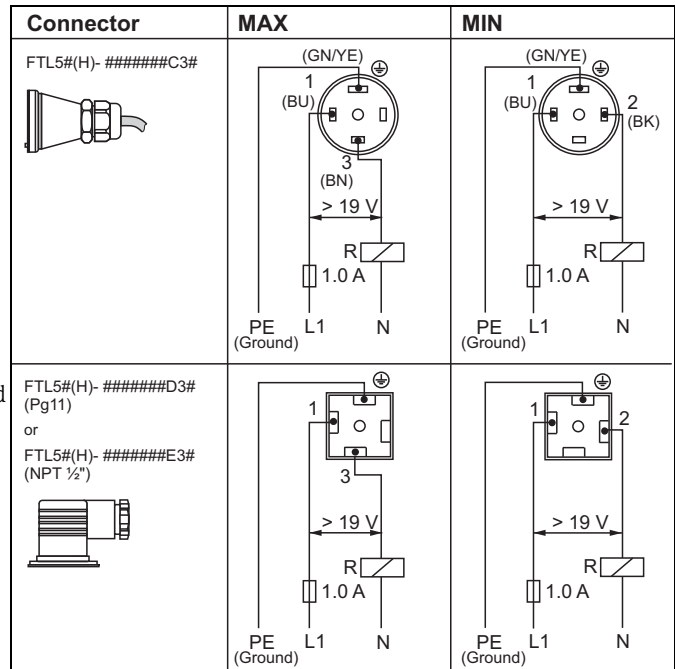 Connector
MAX
MIN
FTL5#(H)- #######C3#
(GN/YE)
1
(BU)
3
(BN)
> 19 V
R
1.0 A
PE
(Ground)
L1
N
(GN/YE)
1
(BU)
2
(BK)
> 19 V
R
1.0 A
PE
(Ground)
L1
N
d
FTL5#(H)- #######D3#
(Pg11)
or
FTL5#(H)- #######E3#
(NPT ½")
1
3
> 19 V
R
1.0 A
PE
(Ground)
L1
N
1
2
> 19 V
R
1.0 A
PE
(Ground)
L1
N